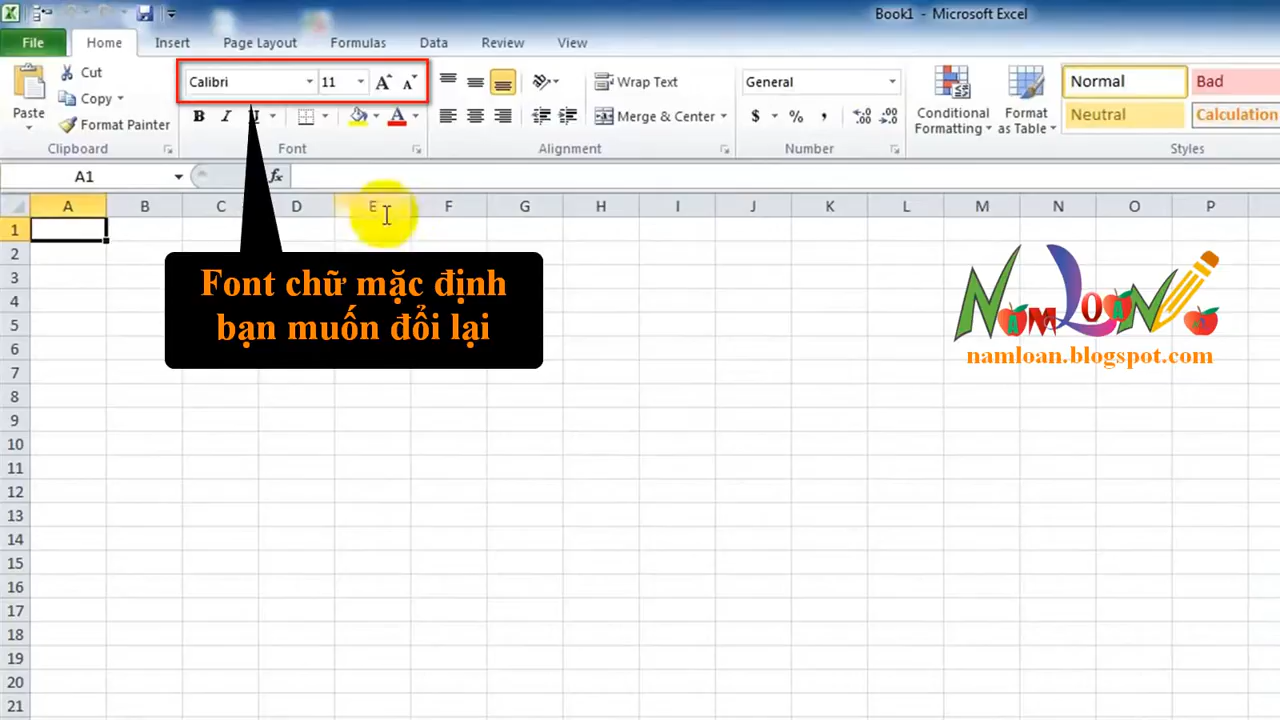 Book1 - Microsoft Excel
File Home Insert Page Layout Formulas Data Review View
Cut
Copy
Format Painter
Paste
Clipboard
Calibri 11 A A
B I U A
Font
Wrap Text
Merge & Center
Alignment
General
$ % ,
Number
Conditional
Formatting
Format
as Table
Normal Bad
Neutral Calculation
Styles
A1 fx
A B C D E F G H I J K L M N O P
1
2
3
4
5
6
7
8
9
10
11
12
13
14
15
16
17
18
19
20
21
Font chữ mặc định
bạn muốn đổi lại
NAMLOAN
namloan.blogspot.com